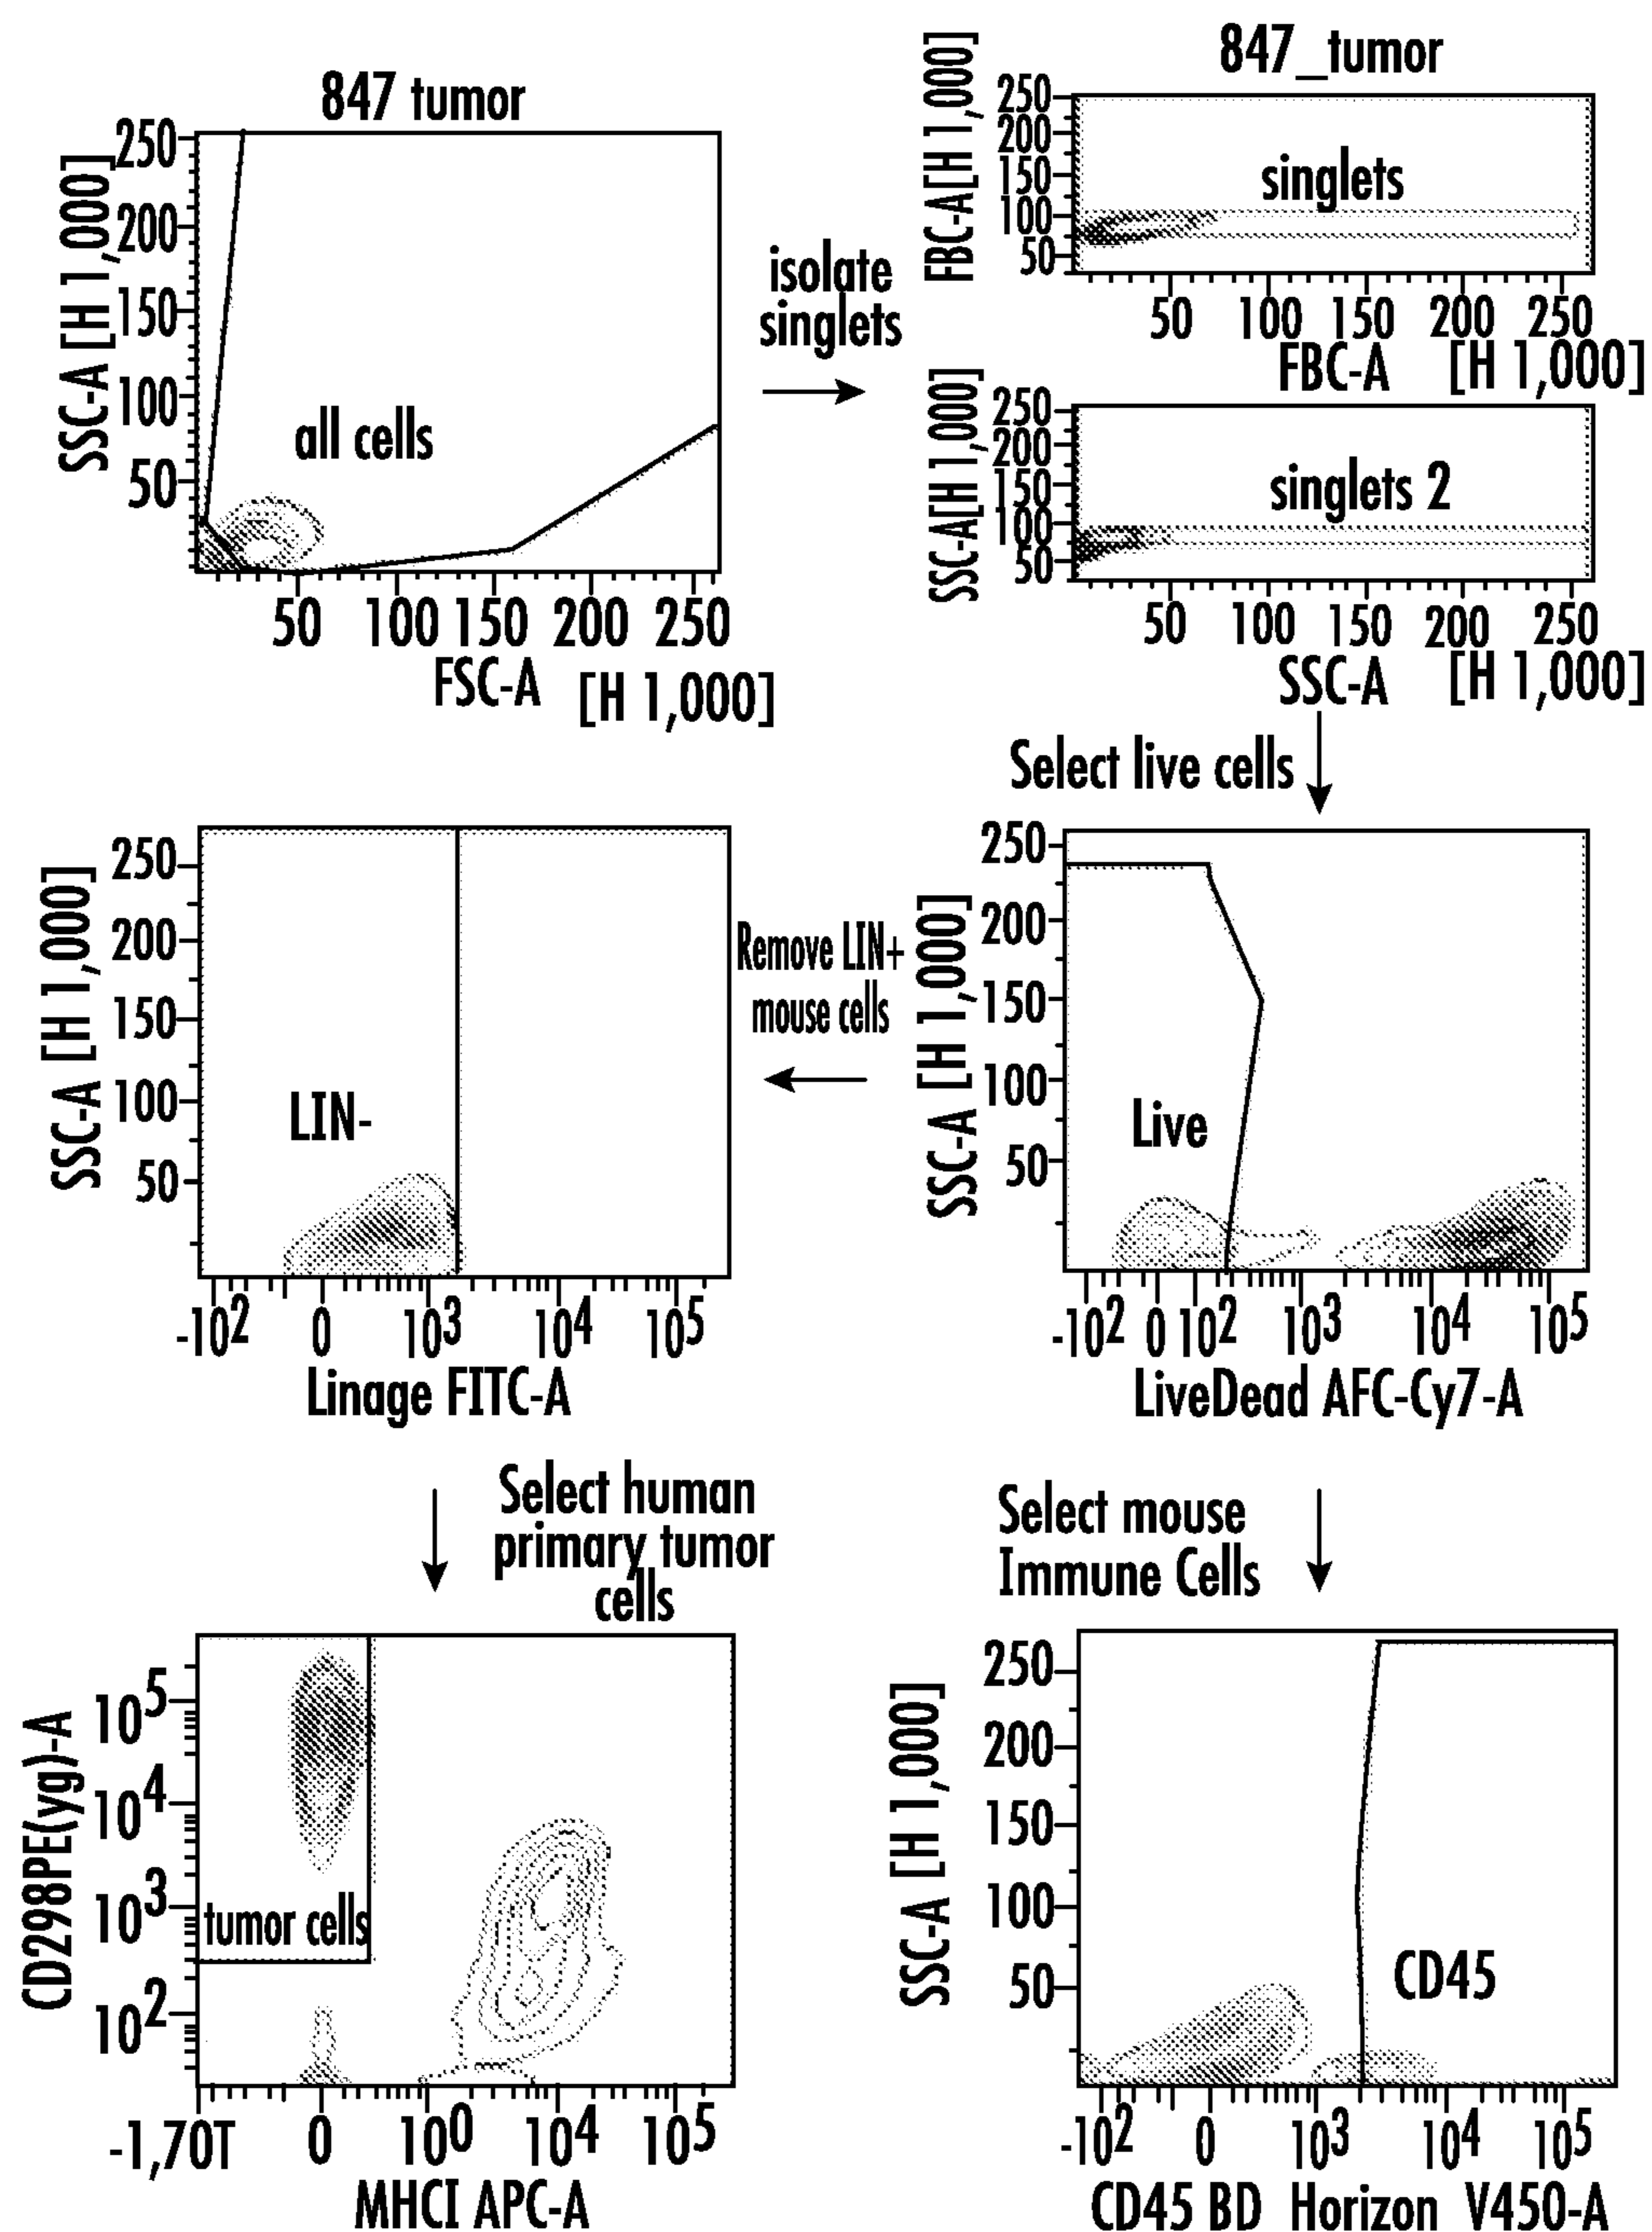 847 tumor
SSC-A [H 1,000]
250
200
150
100
50
all cells
50 100 150 200 250
FSC-A [H 1,000]
isolate
singlets
847_tumor
FBC-A[H 1,000]
250
200
150
100
50
singlets
50 100 150 200 250
FBC-A [H 1,000]
SSC-A[H 1,000]
250
200
150
100
50
singlets 2
50 100 150 200 250
SSC-A [H 1,000]
Select live cells
SSC-A [H 1,000]
250
200
150
100
50
Live
-10² 0 10² 10³ 10⁴ 10⁵
LiveDead AFC-Cy7-A
Remove LIN+
mouse cells
SSC-A [H 1,000]
250
200
150
100
50
LIN-
-10² 0 10³ 10⁴ 10⁵
Linage FITC-A
Select human
primary tumor
cells
CD298PE(yg)-A
10⁵
10⁴
10³
10²
tumor cells
-1,70T 0 10⁰ 10⁴ 10⁵
MHCI APC-A
Select mouse
Immune Cells
SSC-A [H 1,000]
250
200
150
100
50
CD45
-10² 0 10³ 10⁴ 10⁵
CD45 BD Horizon V450-A